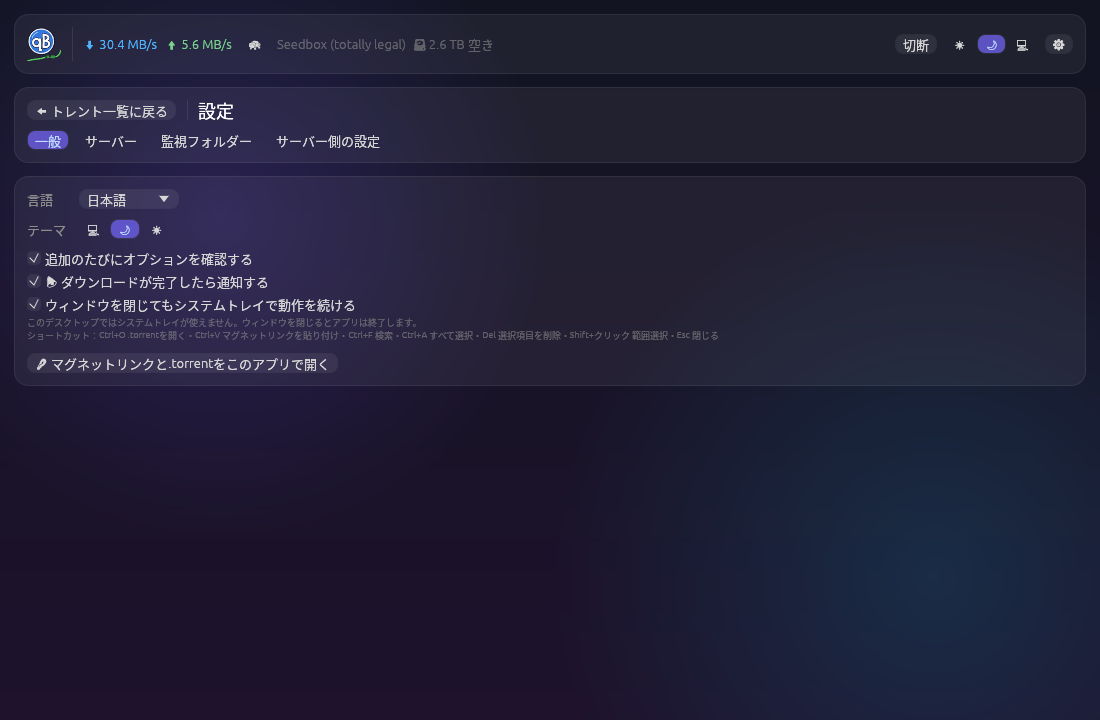 qB 30.4 MB/s 5.6 MB/s Seedbox (totally legal) 2.6 TB 空き 切断
トレント一覧に戻る 設定
一般 サーバー 監視フォルダー サーバー側の設定
言語 日本語
テーマ
追加のたびにオプションを確認する
ダウンロードが完了したら通知する
ウィンドウを閉じてもシステムトレイで動作を続ける
このデスクトップではシステムトレイが使えません。ウィンドウを閉じるとアプリは終了します。
ショートカット：Ctrl+O .torrentを開く・Ctrl+V マグネットリンクを貼り付け・Ctrl+F 検索・Ctrl+A すべて選択・Del 選択項目を削除・Shift+クリック 範囲選択・Esc 閉じる
マグネットリンクと.torrentをこのアプリで開く